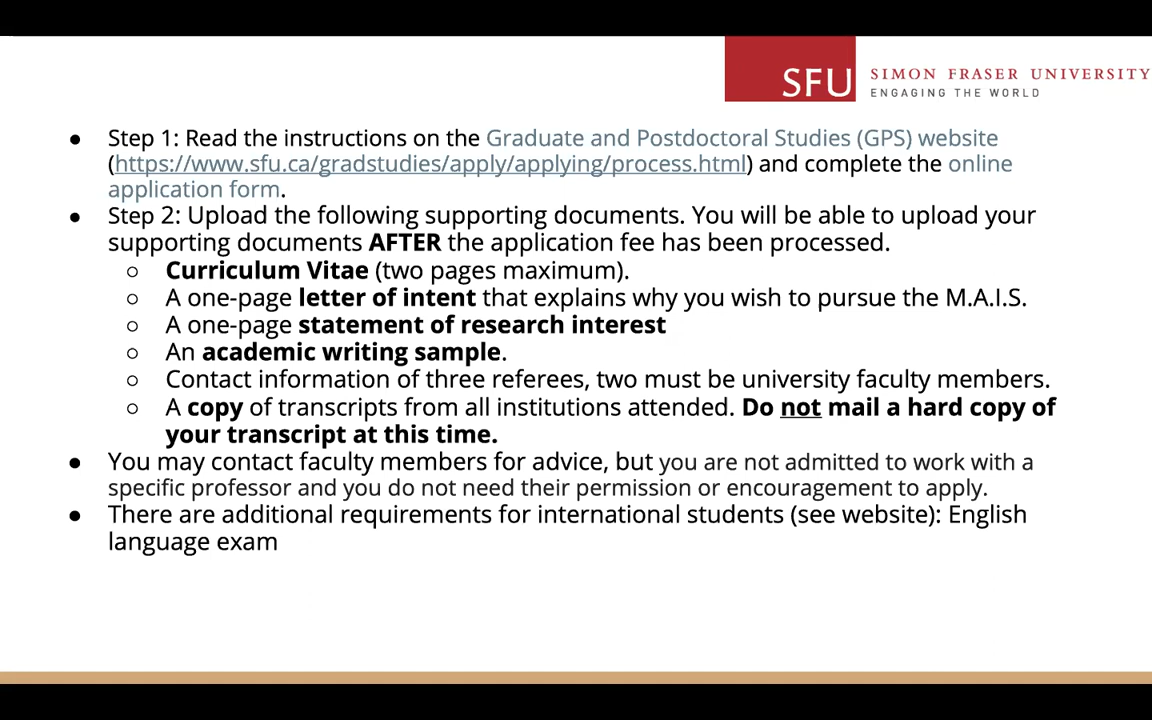 SFU SIMON FRASER UNIVERSITY
ENGAGING THE WORLD
● Step 1: Read the instructions on the Graduate and Postdoctoral Studies (GPS) website
(https://www.sfu.ca/gradstudies/apply/applying/process.html) and complete the online
application form.
● Step 2: Upload the following supporting documents. You will be able to upload your
supporting documents AFTER the application fee has been processed.
○ Curriculum Vitae (two pages maximum).
○ A one-page letter of intent that explains why you wish to pursue the M.A.I.S.
○ A one-page statement of research interest
○ An academic writing sample.
○ Contact information of three referees, two must be university faculty members.
○ A copy of transcripts from all institutions attended. Do not mail a hard copy of
your transcript at this time.
● You may contact faculty members for advice, but you are not admitted to work with a
specific professor and you do not need their permission or encouragement to apply.
● There are additional requirements for international students (see website): English
language exam